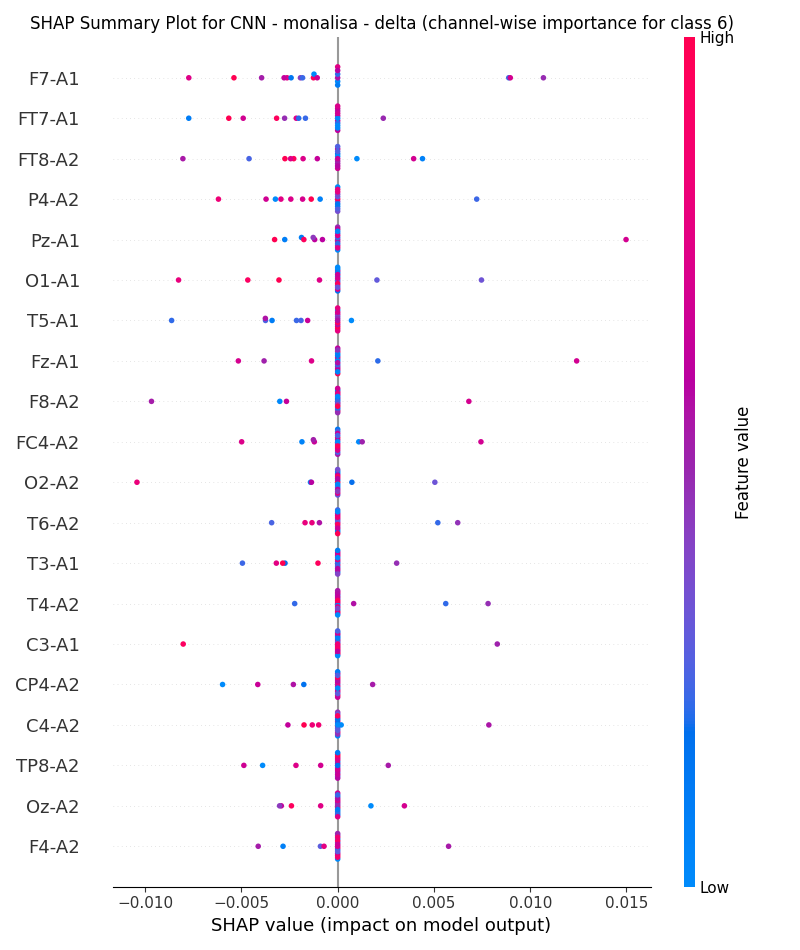 SHAP Summary Plot for CNN - monalisa - delta (channel-wise importance for class 6)
High
F7-A1
FT7-A1
FT8-A2
P4-A2
Pz-A1
O1-A1
T5-A1
Fz-A1
F8-A2
FC4-A2
O2-A2
T6-A2
T3-A1
T4-A2
C3-A1
CP4-A2
C4-A2
TP8-A2
Oz-A2
F4-A2
Feature value
Low
−0.010 −0.005 0.000 0.005 0.010 0.015
SHAP value (impact on model output)